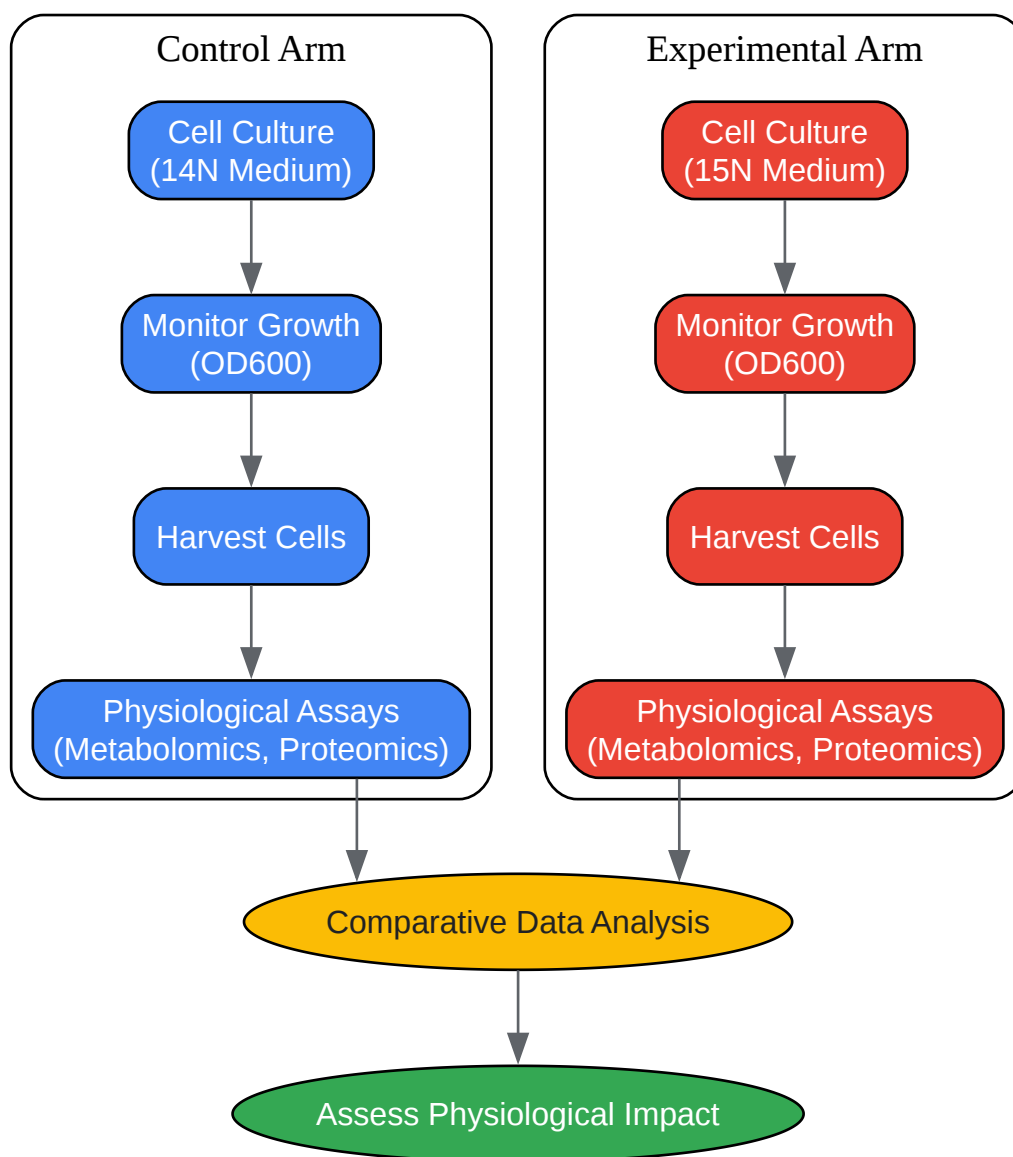 Control Arm
Cell Culture
(14N Medium)
Monitor Growth
(OD600)
Harvest Cells
Physiological Assays
(Metabolomics, Proteomics)
Experimental Arm
Cell Culture
(15N Medium)
Monitor Growth
(OD600)
Harvest Cells
Physiological Assays
(Metabolomics, Proteomics)
Comparative Data Analysis
Assess Physiological Impact